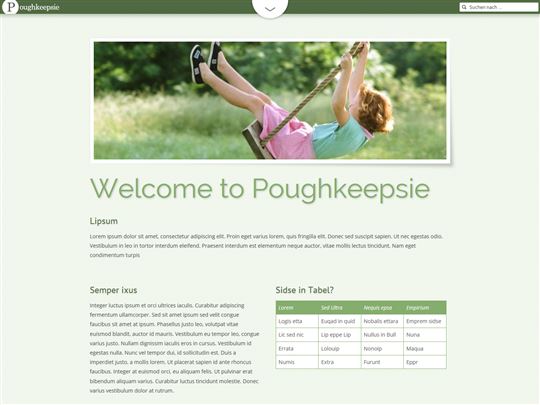 Poughkeepsie
Suchen nach ...
Welcome to Poughkeepsie
Lipsum
Lorem ipsum dolor sit amet, consectetur adipiscing elit. Proin eget varius lorem, quis fringilla elit. Donec sed suscipit sapien. Ut nec egestas odio.
Vestibulum in leo in tortor interdum eleifend. Praesent interdum est elementum neque auctor, vitae mollis lectus tincidunt. Nam eget
condimentum turpis
Semper ixus
Integer luctus ipsum et orci ultrices iaculis. Curabitur adipiscing
fermentum ullamcorper. Sed sit amet ipsum sed velit congue
faucibus sit amet at ipsum. Phasellus justo leo, volutpat vitae
euismod blandit, auctor id mauris. Vestibulum eu tempor leo, congue
varius justo. Nullam dignissim iaculis eros in cursus. Vestibulum id
egestas nulla. Nunc vel tempor dui, id sollicitudin est. Duis a
imperdiet justo, a mollis lorem. Ut placerat sapien id ante rhoncus
faucibus. Integer at euismod orci, eu aliquam felis. Ut pulvinar erat
bibendum aliquam varius. Curabitur luctus tincidunt molestie. Donec
varius vestibulum dolor at rutrum.
Sidse in Tabel?
Lorem Sed Ultra Nequis epsa Empirium
Logis etta Euqad in quid Nobalis ettara Emprem sidse
Lic sed nic Lip eppe Lip Nullus in Bull Nuna
Errata Lolouip Nonoip Maqua
Numis Extra Furunt Eppr